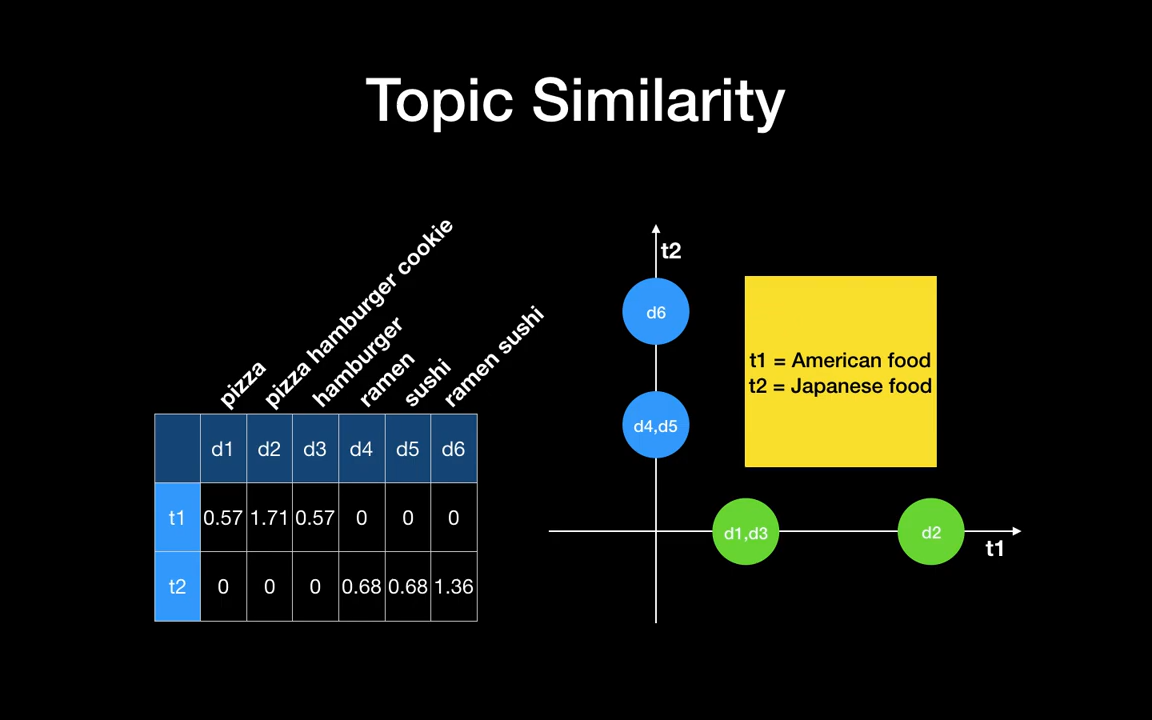 Topic Similarity
pizza
pizza hamburger cookie
hamburger
ramen
sushi
ramen sushi
d1 d2 d3 d4 d5 d6
t1 0.57 1.71 0.57 0 0 0
t2 0 0 0 0.68 0.68 1.36
t2
d6
d4,d5
d1,d3
d2
t1
t1 = American food
t2 = Japanese food